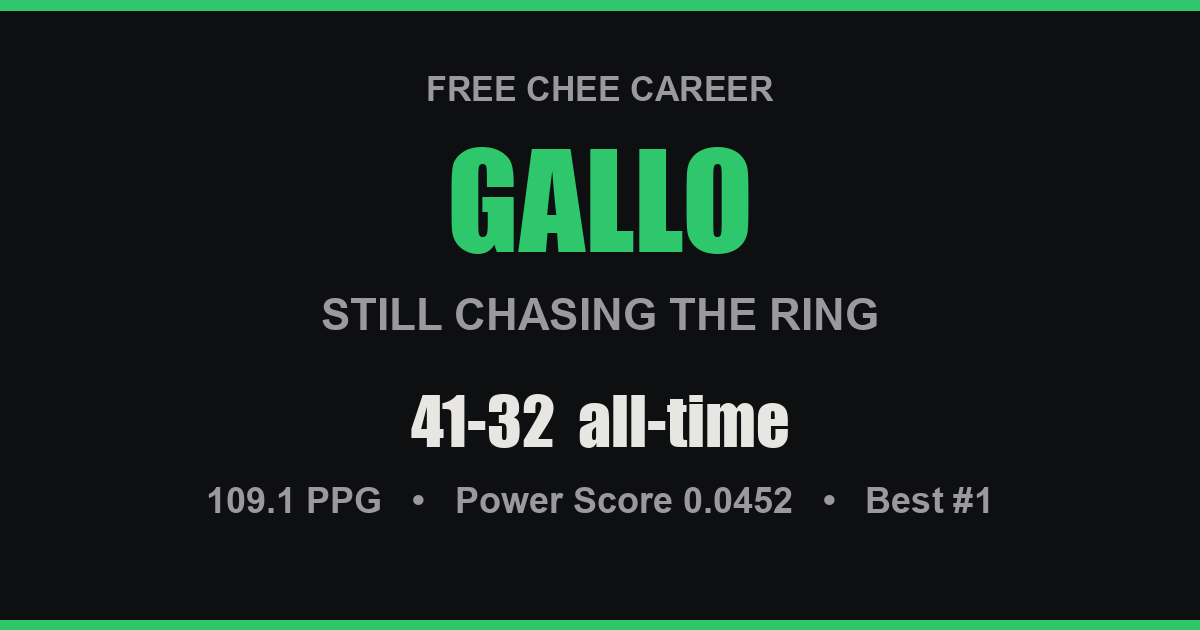 FREE CHEE CAREER
GALLO
STILL CHASING THE RING
41-32 all-time
109.1 PPG • Power Score 0.0452 • Best #1